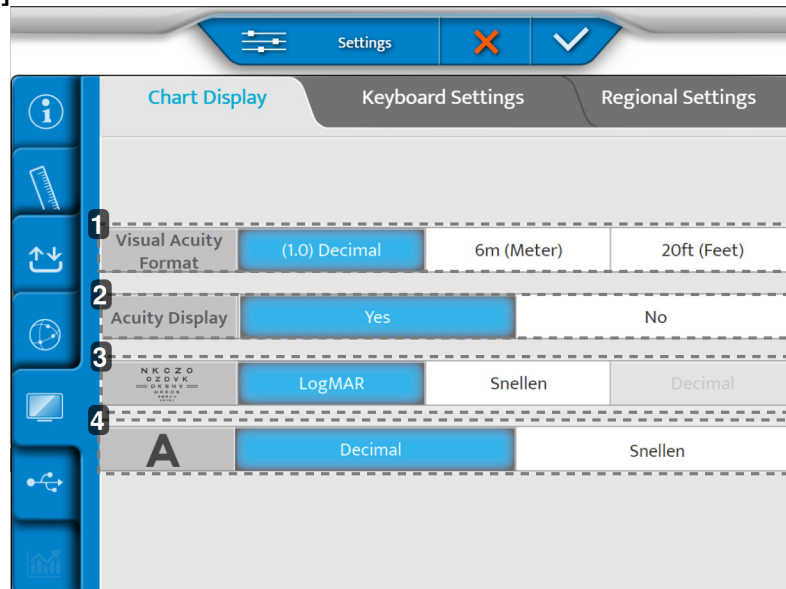 ]
Settings
Chart Display Keyboard Settings Regional Settings
1
Visual Acuity Format (1.0) Decimal 6m (Meter) 20ft (Feet)
2
Acuity Display Yes No
3
N K C Z O
O Z D V K
LogMAR Snellen Decimal
4
A Decimal Snellen